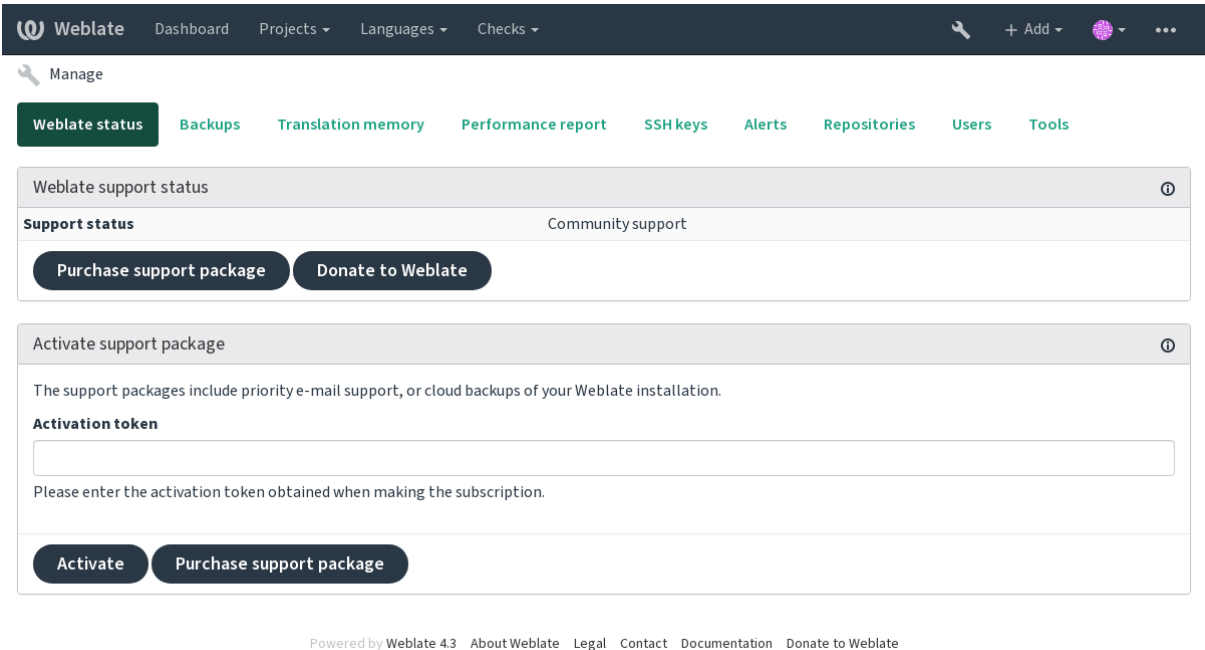 Weblate Dashboard Projects Languages Checks + Add
Manage
Weblate status Backups Translation memory Performance report SSH keys Alerts Repositories Users Tools
Weblate support status
Support status Community support
Purchase support package Donate to Weblate
Activate support package
The support packages include priority e-mail support, or cloud backups of your Weblate installation.
Activation token
Please enter the activation token obtained when making the subscription.
Activate Purchase support package
Powered by Weblate 4.3 About Weblate Legal Contact Documentation Donate to Weblate